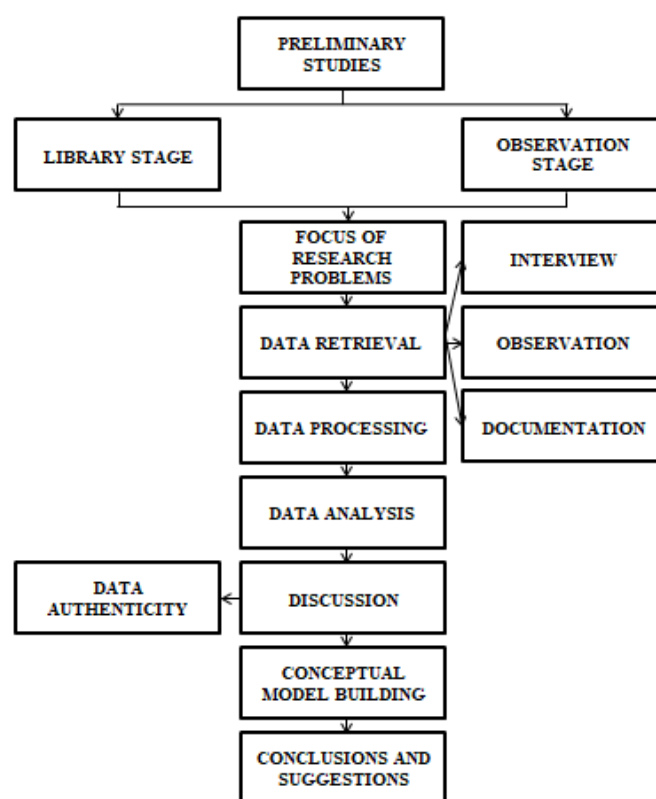 PRELIMINARY
STUDIES
LIBRARY STAGE
OBSERVATION
STAGE
FOCUS OF
RESEARCH
PROBLEMS
INTERVIEW
DATA RETRIEVAL
OBSERVATION
DATA PROCESSING
DOCUMENTATION
DATA ANALYSIS
DATA
AUTHENTICITY
DISCUSSION
CONCEPTUAL
MODEL BUILDING
CONCLUSIONS AND
SUGGESTIONS